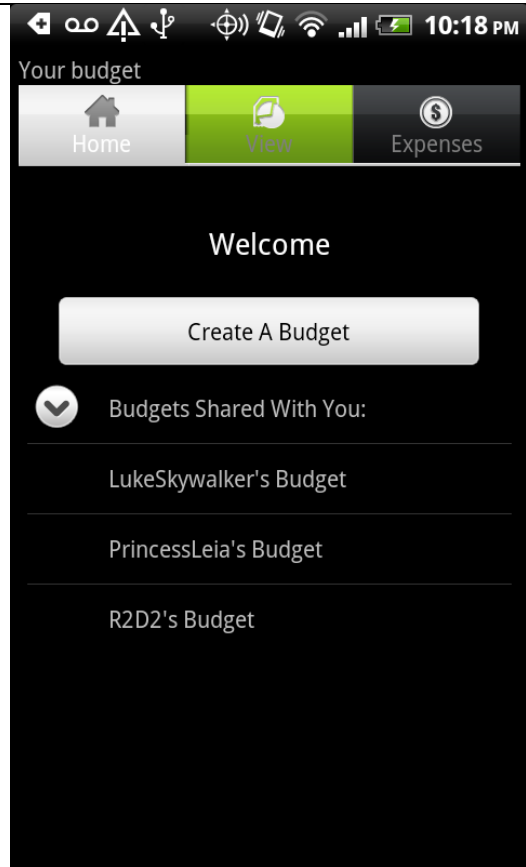 10:18 PM
Your budget
Home
View
Expenses
Welcome
Create A Budget
Budgets Shared With You:
LukeSkywalker's Budget
PrincessLeia's Budget
R2D2's Budget